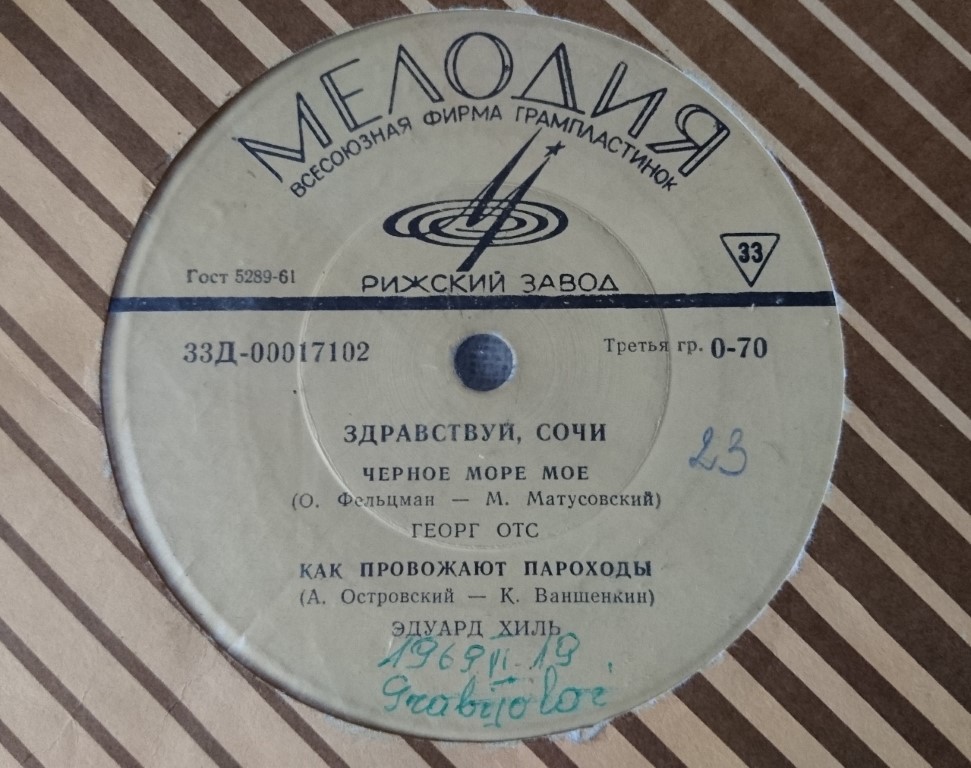 МЕЛОДИЯ
ВСЕСОЮЗНАЯ ФИРМА ГРАМПЛАСТИНОК
33
Гост 5289-61
РИЖСКИЙ ЗАВОД
33Д-00017102
Третья гр. 0-70
ЗДРАВСТВУЙ, СОЧИ
23
ЧЕРНОЕ МОРЕ МОЕ
(О. Фельцман — М. Матусовский)
ГЕОРГ ОТС
КАК ПРОВОЖАЮТ ПАРОХОДЫ
(А. Островский — К. Ваншенкин)
ЭДУАРД ХИЛЬ
1969 VI 19